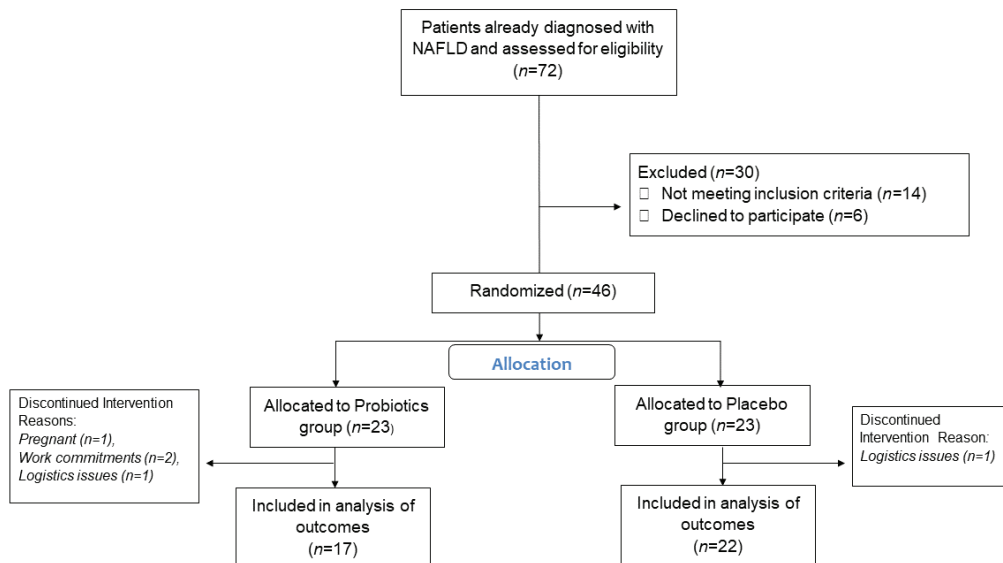 Patients already diagnosed with
NAFLD and assessed for eligibility
(n=72)
Excluded (n=30)
☐ Not meeting inclusion criteria (n=14)
☐ Declined to participate (n=6)
Randomized (n=46)
Allocation
Discontinued Intervention
Reasons:
Pregnant (n=1),
Work commitments (n=2),
Logistics issues (n=1)
Allocated to Probiotics
group (n=23)
Allocated to Placebo
group (n=23)
Discontinued
Intervention Reason:
Logistics issues (n=1)
Included in analysis of
outcomes
(n=17)
Included in analysis of
outcomes
(n=22)